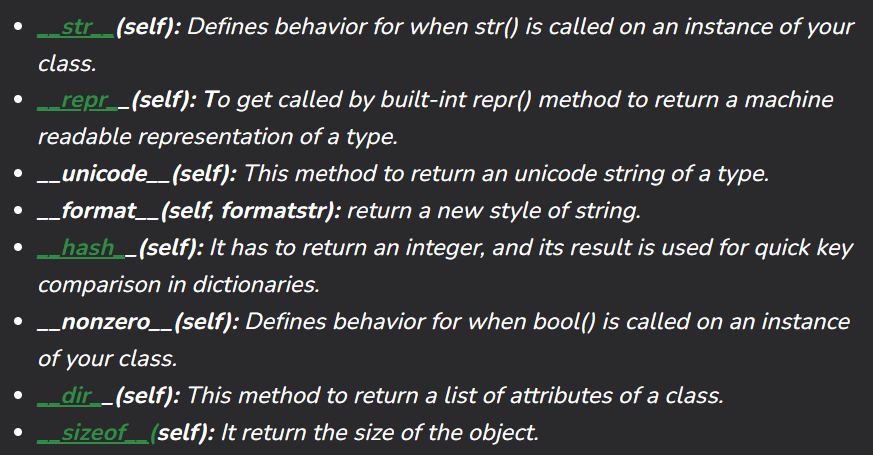 • __str__(self): Defines behavior for when str() is called on an instance of your
class.
• __repr__(self): To get called by built-int repr() method to return a machine
readable representation of a type.
• __unicode__(self): This method to return an unicode string of a type.
• __format__(self, formatstr): return a new style of string.
• __hash__(self): It has to return an integer, and its result is used for quick key
comparison in dictionaries.
• __nonzero__(self): Defines behavior for when bool() is called on an instance
of your class.
• __dir__(self): This method to return a list of attributes of a class.
• __sizeof__(self): It return the size of the object.